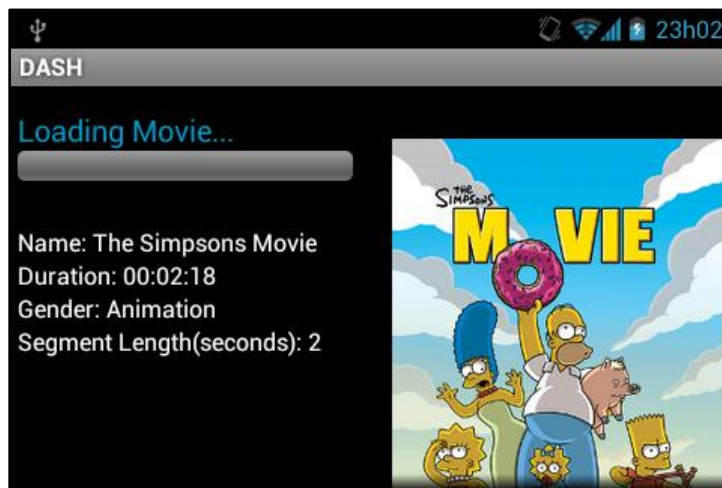 23h02
DASH
Loading Movie...
Name: The Simpsons Movie
Duration: 00:02:18
Gender: Animation
Segment Length(seconds): 2
THE
SIMPSONS
MOVIE